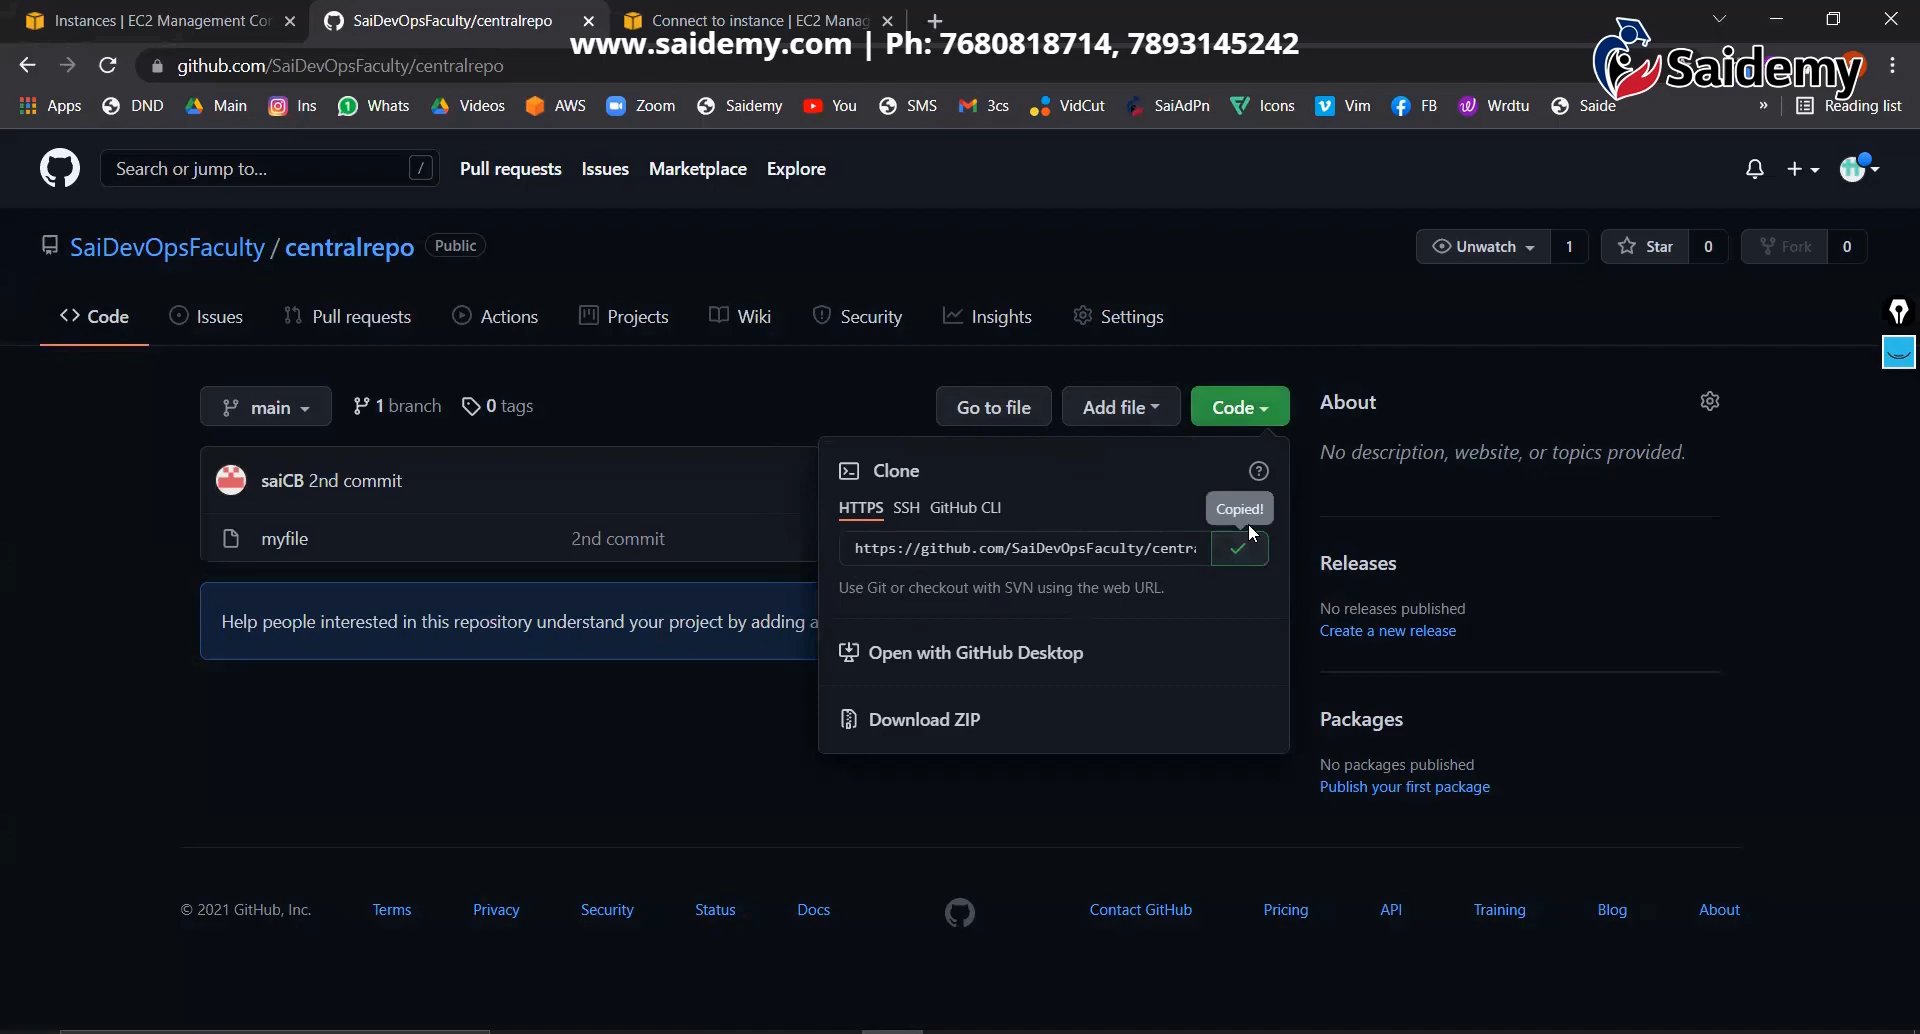 Instances | EC2 Management Cor
SaiDevOpsFaculty/centralrepo
Connect to instance | EC2 Manag
www.saidemy.com | Ph: 7680818714, 7893145242
github.com/SaiDevOpsFaculty/centralrepo
Saidemy
Apps DND Main Ins Whats Videos AWS Zoom Saidemy You SMS 3cs VidCut SaiAdPn Icons Vim FB Wrdtu Saide » Reading list
Search or jump to... /
Pull requests Issues Marketplace Explore
SaiDevOpsFaculty / centralrepo Public
Unwatch 1 Star 0 Fork 0
Code Issues Pull requests Actions Projects Wiki Security Insights Settings
main 1 branch 0 tags Go to file Add file Code
saiCB 2nd commit
myfile 2nd commit
Help people interested in this repository understand your project by adding a
Clone
HTTPS SSH GitHub CLI
Copied!
https://github.com/SaiDevOpsFaculty/centr
Use Git or checkout with SVN using the web URL.
Open with GitHub Desktop
Download ZIP
About
No description, website, or topics provided.
Releases
No releases published
Create a new release
Packages
No packages published
Publish your first package
© 2021 GitHub, Inc. Terms Privacy Security Status Docs Contact GitHub Pricing API Training Blog About